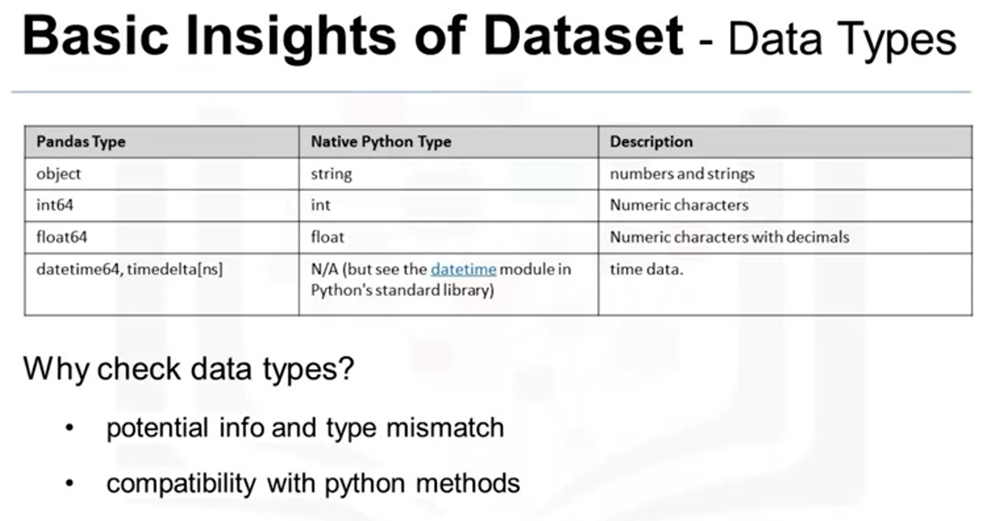 Basic Insights of Dataset - Data Types
Pandas Type Native Python Type Description
object string numbers and strings
int64 int Numeric characters
float64 float Numeric characters with decimals
datetime64, timedelta[ns] N/A (but see the datetime module in time data.
Python's standard library)
Why check data types?
• potential info and type mismatch
• compatibility with python methods